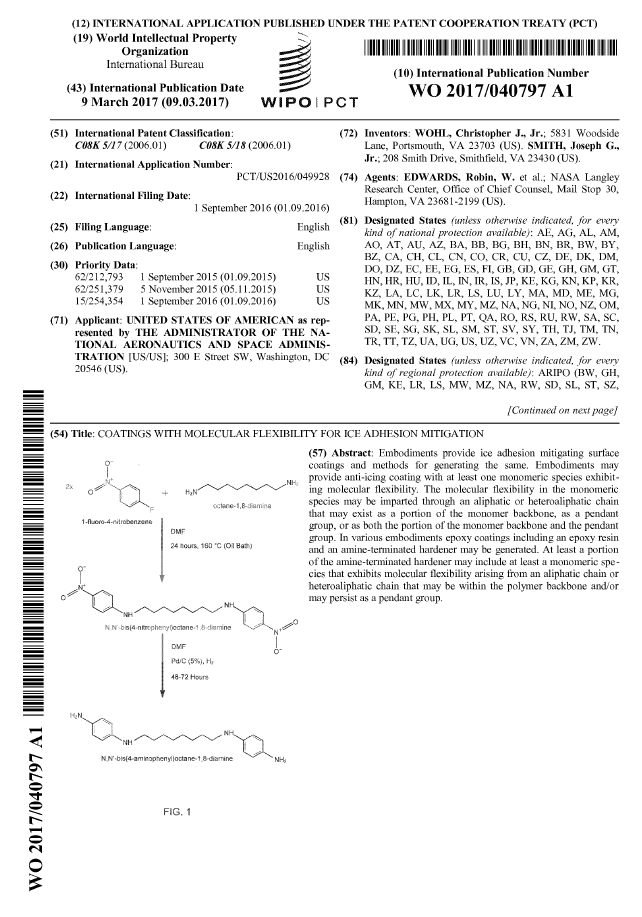 (12) INTERNATIONAL APPLICATION PUBLISHED UNDER THE PATENT COOPERATION TREATY (PCT)
(19) World Intellectual Property
Organization
International Bureau
(43) International Publication Date
9 March 2017 (09.03.2017)
WIPO | PCT
(10) International Publication Number
WO 2017/040797 A1
(51) International Patent Classification:
C08K 5/17 (2006.01) C08K 5/18 (2006.01)
(21) International Application Number:
PCT/US2016/049928
(22) International Filing Date:
1 September 2016 (01.09.2016)
(25) Filing Language: English
(26) Publication Language: English
(30) Priority Data:
62/212,793 1 September 2015 (01.09.2015) US
62/251,379 5 November 2015 (05.11.2015) US
15/254,354 1 September 2016 (01.09.2016) US
(71) Applicant: UNITED STATES OF AMERICAN as rep-
resented by THE ADMINISTRATOR OF THE NA-
TIONAL AERONAUTICS AND SPACE ADMINIS-
TRATION [US/US]; 300 E Street SW, Washington, DC
20546 (US).
(72) Inventors: WOHL, Christopher J., Jr.; 5831 Woodside
Lane, Portsmouth, VA 23703 (US). SMITH, Joseph G.,
Jr.; 208 Smith Drive, Smithfield, VA 23430 (US).
(74) Agents: EDWARDS, Robin, W. et al.; NASA Langley
Research Center, Office of Chief Counsel, Mail Stop 30,
Hampton, VA 23681-2199 (US).
(81) Designated States (unless otherwise indicated, for every
kind of national protection available): AE, AG, AL, AM,
AO, AT, AU, AZ, BA, BB, BG, BH, BN, BR, BW, BY,
BZ, CA, CH, CL, CN, CO, CR, CU, CZ, DE, DK, DM,
DO, DZ, EC, EE, EG, ES, FI, GB, GD, GE, GH, GM, GT,
HN, HR, HU, ID, IL, IN, IR, IS, JP, KE, KG, KN, KP, KR,
KZ, LA, LC, LK, LR, LS, LU, LY, MA, MD, ME, MG,
MK, MN, MW, MX, MY, MZ, NA, NG, NI, NO, NZ, OM,
PA, PE, PG, PH, PL, PT, QA, RO, RS, RU, RW, SA, SC,
SD, SE, SG, SK, SL, SM, ST, SV, SY, TH, TJ, TM, TN,
TR, TT, TZ, UA, UG, US, UZ, VC, VN, ZA, ZM, ZW.
(84) Designated States (unless otherwise indicated, for every
kind of regional protection available): ARIPO (BW, GH,
GM, KE, LR, LS, MW, MZ, NA, RW, SD, SL, ST, SZ,
[Continued on next page]
(54) Title: COATINGS WITH MOLECULAR FLEXIBILITY FOR ICE ADHESION MITIGATION
2x
O-
N+
O
F
1-fluoro-4-nitrobenzene
+
H2N
NH2
octane-1,8-diamine
DMF
24 hours, 160 °C (Oil Bath)
O-
N+
O
NH
NH
N+
O
O-
N,N'-bis(4-nitrophenyl)octane-1,8-diamine
DMF
Pd/C (5%), H2
48-72 Hours
H2N
NH
NH
NH2
N,N'-bis(4-aminophenyl)octane-1,8-diamine
FIG. 1
(57) Abstract: Embodiments provide ice adhesion mitigating surface
coatings and methods for generating the same. Embodiments may
provide anti-icing coating with at least one monomeric species exhibit-
ing molecular flexibility. The molecular flexibility in the monomeric
species may be imparted through an aliphatic or heteroaliphatic chain
that may exist as a portion of the monomer backbone, as a pendant
group, or as both the portion of the monomer backbone and the pendant
group. In various embodiments epoxy coatings including an epoxy resin
and an amine-terminated hardener may be generated. At least a portion
of the amine-terminated hardener may include at least a monomeric spe-
cies that exhibits molecular flexibility arising from an aliphatic chain or
heteroaliphatic chain that may be within the polymer backbone and/or
may persist as a pendant group.
WO 2017/040797 A1